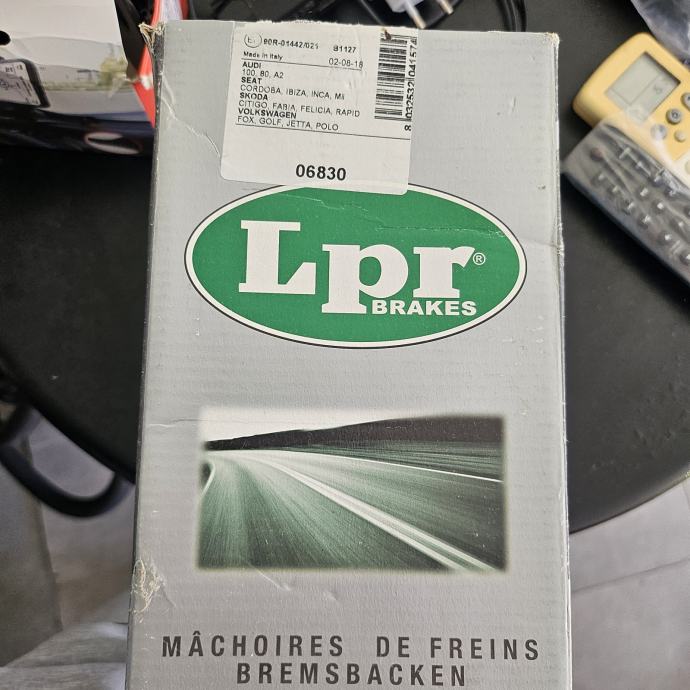 E 90R-01442/021 B1127
Made in Italy 02-08-18
AUDI
100, 80, A2
SEAT
CORDOBA, IBIZA, INCA, MII
SKODA
CITIGO, FABIA, FELICIA, RAPID
VOLKSWAGEN
FOX, GOLF, JETTA, POLO
06830
Lpr®
BRAKES
MÂCHOIRES DE FREINS
BREMSBACKEN